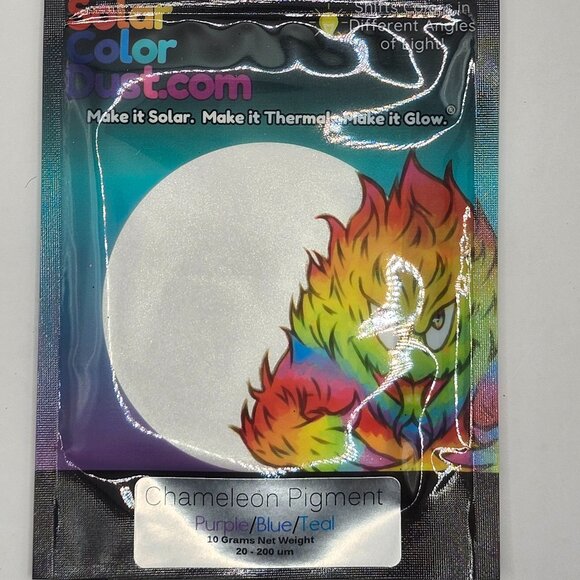 Solar
Color
Dust.com
Shifts Colors in
Different Angles
of Light!
Make it Solar. Make it Thermal. Make it Glow.®
Chameleon Pigment
Purple/Blue/Teal
10 Grams Net Weight
20 - 200 um